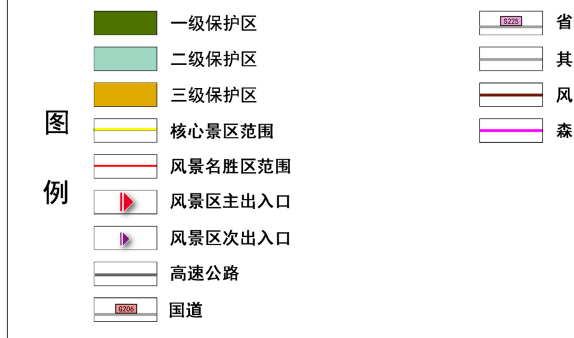 图例
一级保护区
二级保护区
三级保护区
核心景区范围
风景名胜区范围
风景区主出入口
风景区次出入口
高速公路
G206 国道
S225 省
其
风
森